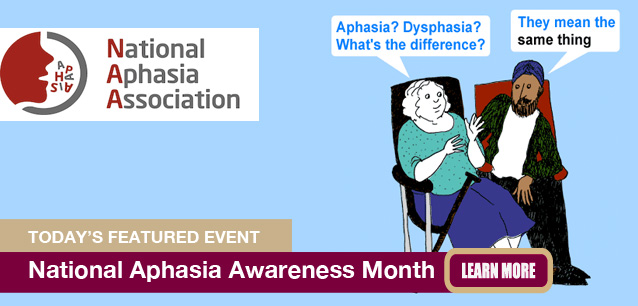 National
Aphasia
Association
APHASIA
Aphasia? Dysphasia?
What's the difference?
They mean the
same thing
TODAY'S FEATURED EVENT
National Aphasia Awareness Month
LEARN MORE